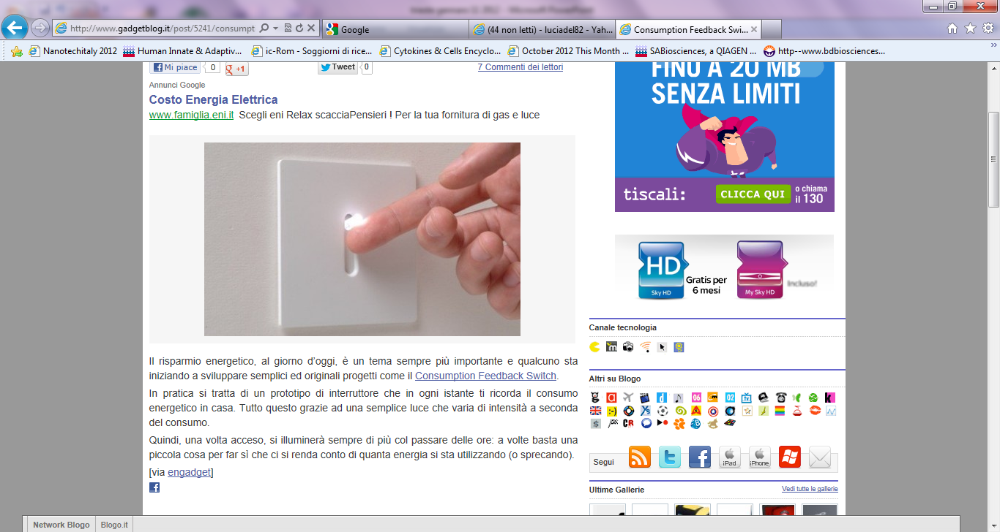 http://www.gadgetblog.it/post/5241/consumpt
Google
(44 non letti) - luciadel82 - Yah...
Consumption Feedback Swi...
Nanotechitaly 2012
Human Innate & Adaptiv...
ic-Rom - Soggiorni di rice...
Cytokines & Cells Encyclo...
October 2012 This Month ...
SABiosciences, a QIAGEN ...
http--www.bdbiosciences...
Mi piace 0
+1
Tweet 0
7 Commenti dei lettori
Annunci Google
Costo Energia Elettrica
www.famiglia.eni.it Scegli eni Relax scacciaPensieri ! Per la tua fornitura di gas e luce
Il risparmio energetico, al giorno d'oggi, è un tema sempre più importante e qualcuno sta
iniziando a sviluppare semplici ed originali progetti come il Consumption Feedback Switch.
In pratica si tratta di un prototipo di interruttore che in ogni istante ti ricorda il consumo
energetico in casa. Tutto questo grazie ad una semplice luce che varia di intensità a seconda
del consumo.
Quindi, una volta acceso, si illuminerà sempre di più col passare delle ore: a volte basta una
piccola cosa per far sì che ci si renda conto di quanta energia si sta utilizzando (o sprecando).
[via engadget]
FINO A 20 MB
SENZA LIMITI
tiscali:
CLICCA QUI
o chiama
il 130
HD
Sky HD
Gratis per
6 mesi
My Sky HD
Incluso!
Canale tecnologia
Altri su Blogo
Segui
iPad
iPhone
Ultime Gallerie
Vedi tutte le gallerie
Network Blogo
Blogo.it